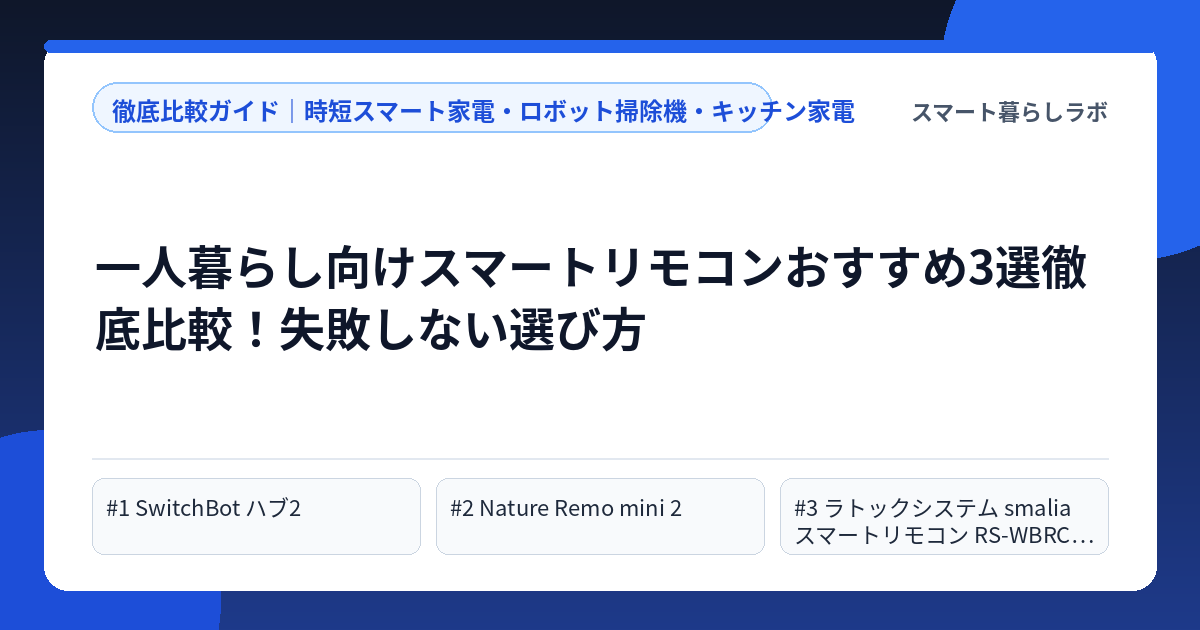 徹底比較ガイド｜時短スマート家電・ロボット掃除機・キッチン家電
スマート暮らしラボ
一人暮らし向けスマートリモコンおすすめ3選徹
底比較！失敗しない選び方
#1 SwitchBot ハブ2
#2 Nature Remo mini 2
#3 ラトックシステム smalia
スマートリモコン RS-WBRC…